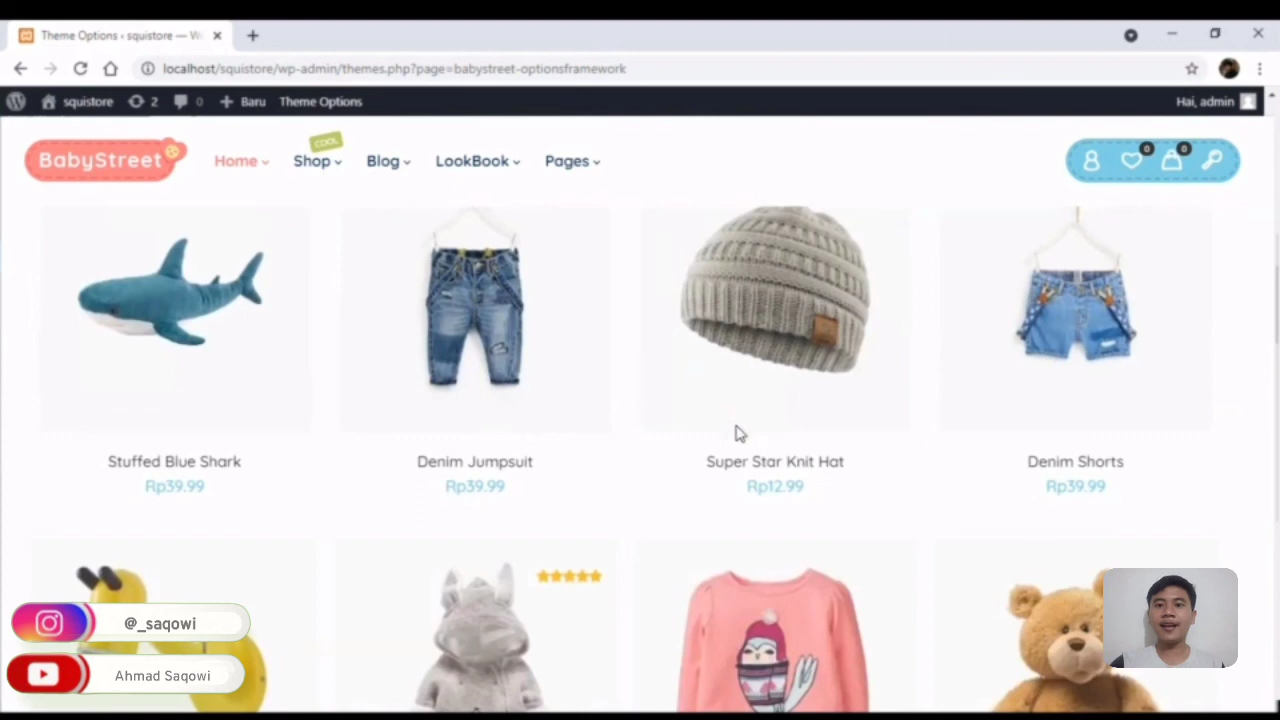 Theme Options ‹ squistore — W
localhost/squistore/wp-admin/themes.php?page=babystreet-optionsframework
squistore 2 0 Baru Theme Options Hai, admin
COOL
BabyStreet Home Shop Blog LookBook Pages 0 0
Stuffed Blue Shark Denim Jumpsuit Super Star Knit Hat Denim Shorts
Rp39.99 Rp39.99 Rp12.99 Rp39.99
@_saqowi
Ahmad Saqowi